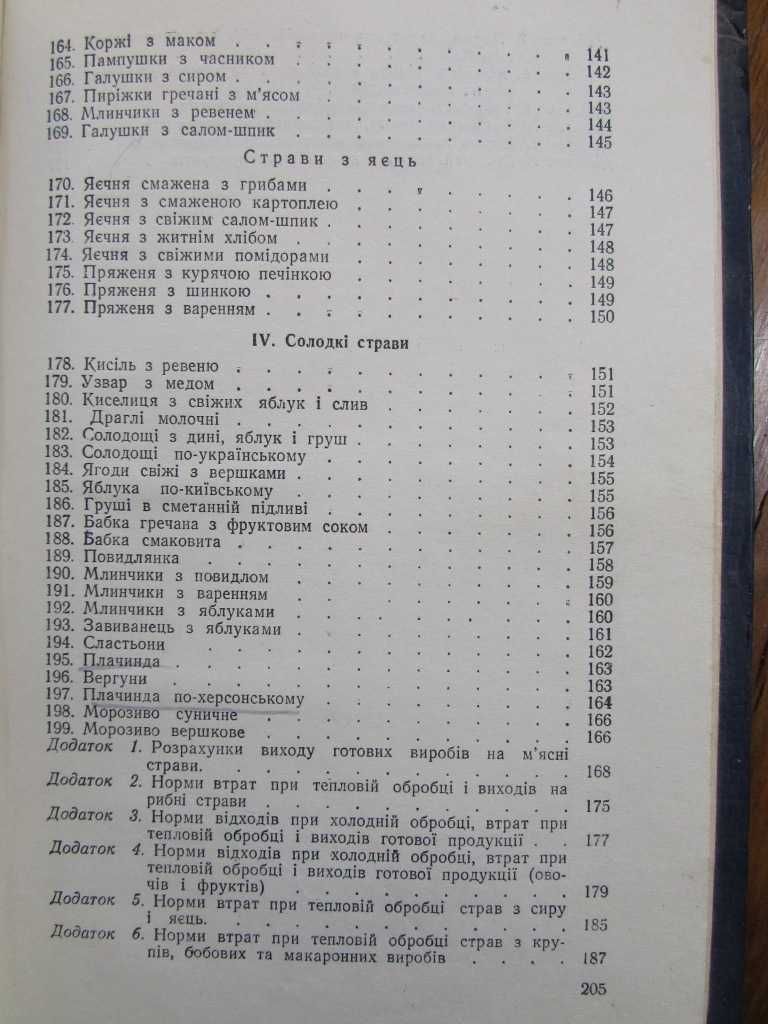 164. Коржі з маком . . . . . . . . . . . 141
165. Пампушки з часником . . . . . . . . . 142
166. Галушки з сиром . . . . . . . . . . . 143
167. Пиріжки гречані з м'ясом . . . . . . . . 143
168. Млинчики з ревенем . . . . . . . . . . 144
169. Галушки з салом-шпик . . . . . . . . . 145
Страви з яєць
170. Яєчня смажена з грибами . . . . . . . . 146
171. Яєчня з смаженою картоплею . . . . . . . 147
172. Яєчня з свіжим салом-шпик . . . . . . . . 147
173. Яєчня з житнім хлібом . . . . . . . . . 148
174. Яєчня з свіжими помідорами . . . . . . . 148
175. Пряженя з курячою печінкою . . . . . . . 149
176. Пряженя з шинкою . . . . . . . . . . 149
177. Пряженя з варенням . . . . . . . . . . 150
IV. Солодкі страви
178. Кисіль з ревеню . . . . . . . . . . . 151
179. Узвар з медом . . . . . . . . . . . 151
180. Киселиця з свіжих яблук і слив . . . . . . 152
181. Драглі молочні . . . . . . . . . . . 153
182. Солодощі з дині, яблук і груш . . . . . . . 153
183. Солодощі по-українському . . . . . . . . 154
184. Ягоди свіжі з вершками . . . . . . . . . 155
185. Яблука по-київському . . . . . . . . . 155
186. Груші в сметанній підливі . . . . . . . . 156
187. Бабка гречана з фруктовим соком . . . . . . 156
188. Бабка смаковита . . . . . . . . . . . 157
189. Повидлянка . . . . . . . . . . . . 158
190. Млинчики з повидлом . . . . . . . . . 159
191. Млинчики з варенням . . . . . . . . . 160
192. Млинчики з яблуками . . . . . . . . . 160
193. Завиванець з яблуками . . . . . . . . . 161
194. Сластьони . . . . . . . . . . . . 162
195. Плачинда . . . . . . . . . . . . . 163
196. Вергуни . . . . . . . . . . . . . 163
197. Плачинда по-херсонському . . . . . . . . 164
198. Морозиво суничне . . . . . . . . . . 166
199. Морозиво вершкове . . . . . . . . . . 166
Додаток 1. Розрахунки виходу готових виробів на м'ясні
страви. . . . . . . . . . . . . 168
Додаток 2. Норми втрат при тепловій обробці і виходів на
рибні страви . . . . . . . . . . 175
Додаток 3. Норми відходів при холодній обробці, втрат при
тепловій обробці і виходів готової продукції . . 177
Додаток 4. Норми відходів при холодній обробці, втрат при
тепловій обробці і виходів готової продукції (ово-
чів і фруктів) . . . . . . . . . 179
Додаток 5. Норми втрат при тепловій обробці страв з сиру
і яєць. . . . . . . . . . . . . 185
Додаток 6. Норми втрат при тепловій обробці страв з кру-
пів, бобових та макаронних виробів . . . . 187
205